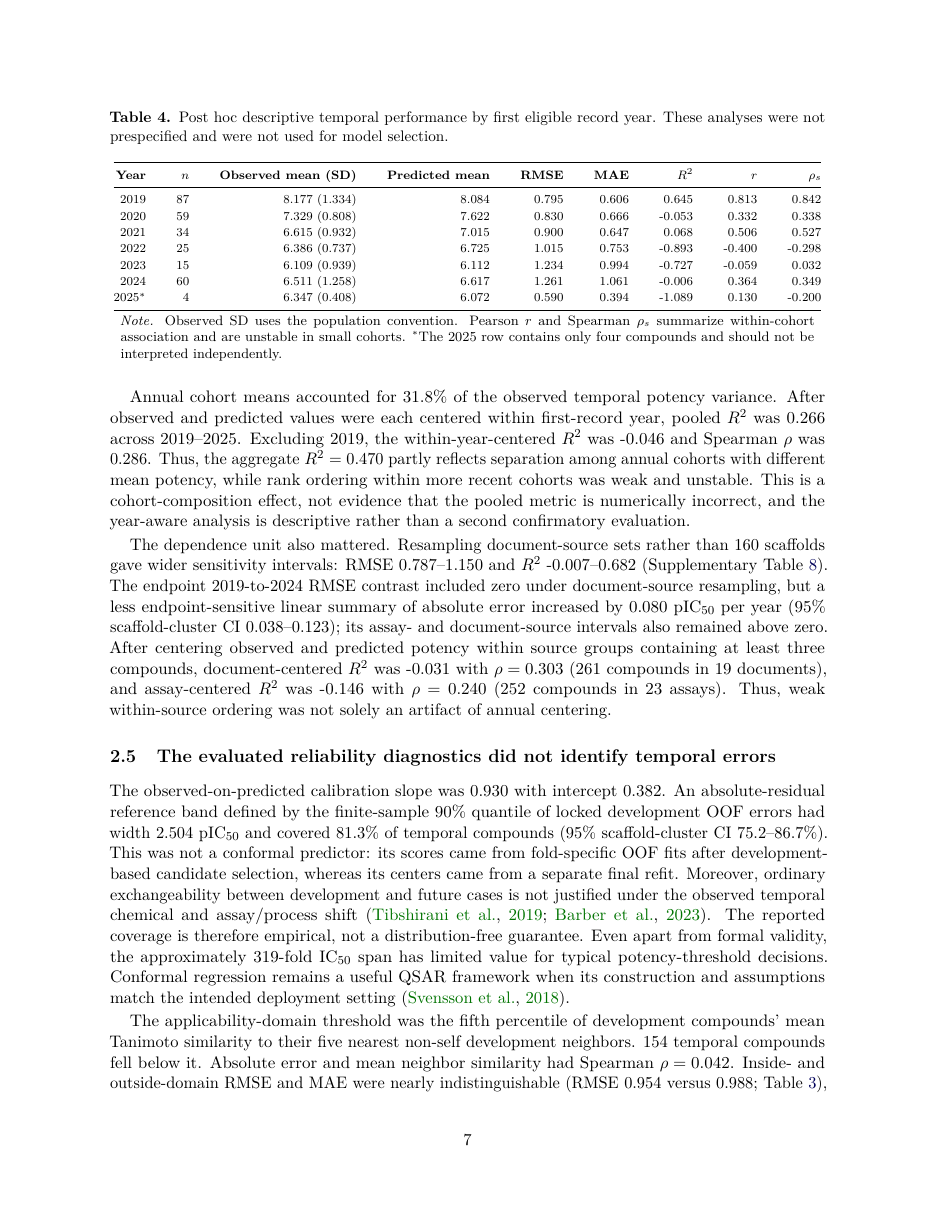 Table 4. Post hoc descriptive temporal performance by first eligible record year. These analyses were not
prespecified and were not used for model selection.
Year n Observed mean (SD) Predicted mean RMSE MAE R² r ρₛ
2019 87 8.177 (1.334) 8.084 0.795 0.606 0.645 0.813 0.842
2020 59 7.329 (0.808) 7.622 0.830 0.666 -0.053 0.332 0.338
2021 34 6.615 (0.932) 7.015 0.900 0.647 0.068 0.506 0.527
2022 25 6.386 (0.737) 6.725 1.015 0.753 -0.893 -0.400 -0.298
2023 15 6.109 (0.939) 6.112 1.234 0.994 -0.727 -0.059 0.032
2024 60 6.511 (1.258) 6.617 1.261 1.061 -0.006 0.364 0.349
2025* 4 6.347 (0.408) 6.072 0.590 0.394 -1.089 0.130 -0.200
Note. Observed SD uses the population convention. Pearson r and Spearman ρₛ summarize within-cohort
association and are unstable in small cohorts. *The 2025 row contains only four compounds and should not be
interpreted independently.
Annual cohort means accounted for 31.8% of the observed temporal potency variance. After
observed and predicted values were each centered within first-record year, pooled R² was 0.266
across 2019–2025. Excluding 2019, the within-year-centered R² was -0.046 and Spearman ρ was
0.286. Thus, the aggregate R² = 0.470 partly reflects separation among annual cohorts with different
mean potency, while rank ordering within more recent cohorts was weak and unstable. This is a
cohort-composition effect, not evidence that the pooled metric is numerically incorrect, and the
year-aware analysis is descriptive rather than a second confirmatory evaluation.
The dependence unit also mattered. Resampling document-source sets rather than 160 scaffolds
gave wider sensitivity intervals: RMSE 0.787–1.150 and R² -0.007–0.682 (Supplementary Table 8).
The endpoint 2019-to-2024 RMSE contrast included zero under document-source resampling, but a
less endpoint-sensitive linear summary of absolute error increased by 0.080 pIC₅₀ per year (95%
scaffold-cluster CI 0.038–0.123); its assay- and document-source intervals also remained above zero.
After centering observed and predicted potency within source groups containing at least three
compounds, document-centered R² was -0.031 with ρ = 0.303 (261 compounds in 19 documents),
and assay-centered R² was -0.146 with ρ = 0.240 (252 compounds in 23 assays). Thus, weak
within-source ordering was not solely an artifact of annual centering.
2.5 The evaluated reliability diagnostics did not identify temporal errors
The observed-on-predicted calibration slope was 0.930 with intercept 0.382. An absolute-residual
reference band defined by the finite-sample 90% quantile of locked development OOF errors had
width 2.504 pIC₅₀ and covered 81.3% of temporal compounds (95% scaffold-cluster CI 75.2–86.7%).
This was not a conformal predictor: its scores came from fold-specific OOF fits after development-
based candidate selection, whereas its centers came from a separate final refit. Moreover, ordinary
exchangeability between development and future cases is not justified under the observed temporal
chemical and assay/process shift (Tibshirani et al., 2019; Barber et al., 2023). The reported
coverage is therefore empirical, not a distribution-free guarantee. Even apart from formal validity,
the approximately 319-fold IC₅₀ span has limited value for typical potency-threshold decisions.
Conformal regression remains a useful QSAR framework when its construction and assumptions
match the intended deployment setting (Svensson et al., 2018).
The applicability-domain threshold was the fifth percentile of development compounds' mean
Tanimoto similarity to their five nearest non-self development neighbors. 154 temporal compounds
fell below it. Absolute error and mean neighbor similarity had Spearman ρ = 0.042. Inside- and
outside-domain RMSE and MAE were nearly indistinguishable (RMSE 0.954 versus 0.988; Table 3),
7